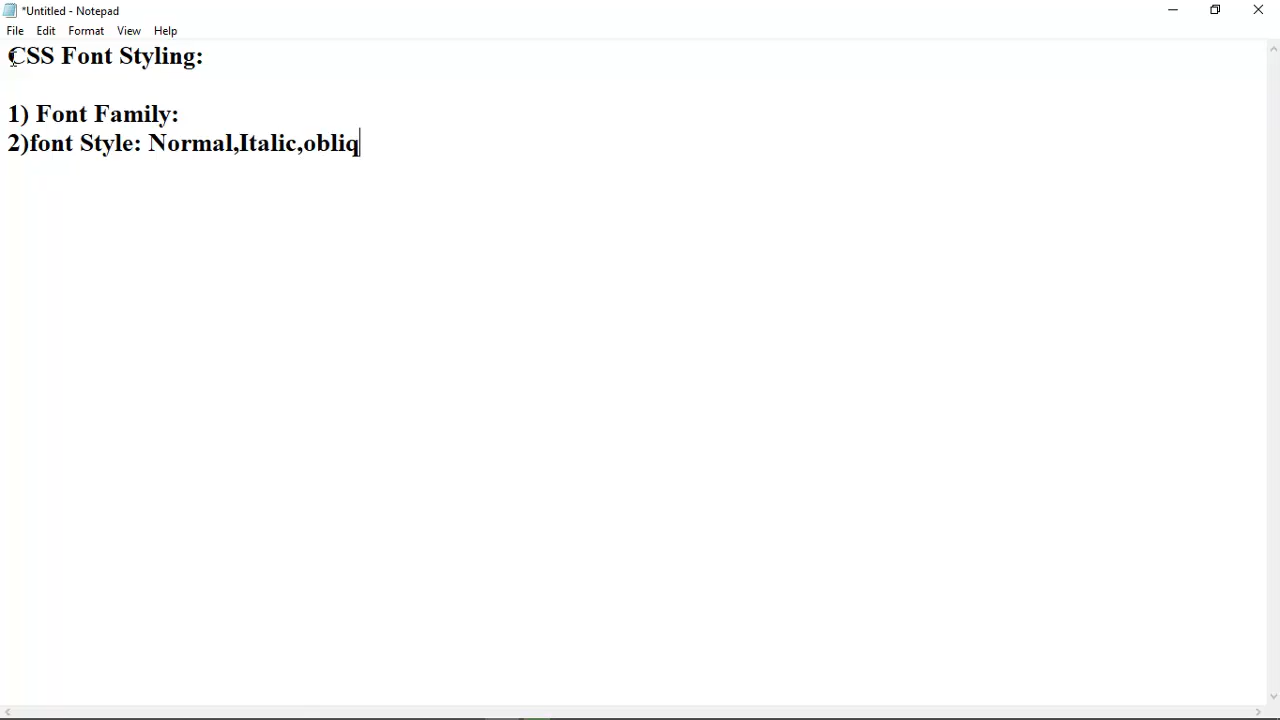 *Untitled - Notepad
File Edit Format View Help
CSS Font Styling:
1) Font Family:
2)font Style: Normal,Italic,obliq